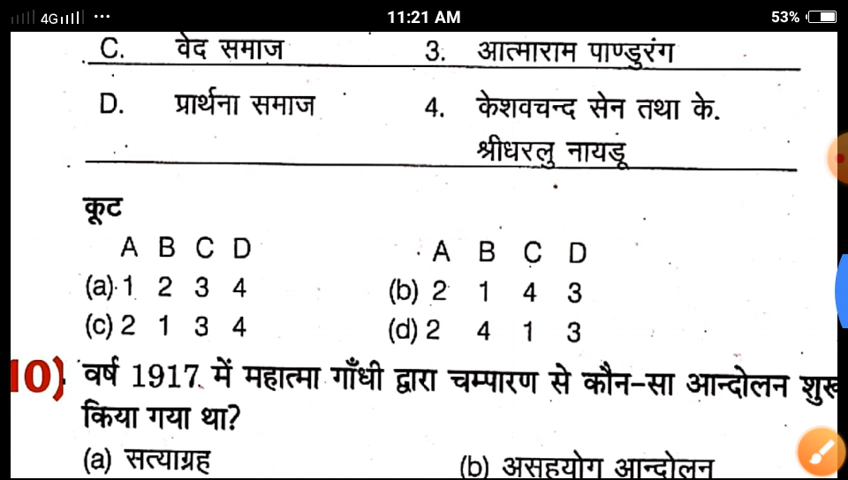 4G ... 11:21 AM 53%
C. वेद समाज 3. आत्माराम पाण्डुरंग
D. प्रार्थना समाज 4. केशवचन्द सेन तथा के.
श्रीधरलु नायडू
कूट
A B C D A B C D
(a) 1 2 3 4 (b) 2 1 4 3
(c) 2 1 3 4 (d) 2 4 1 3
10) वर्ष 1917 में महात्मा गाँधी द्वारा चम्पारण से कौन-सा आन्दोलन शुरू
किया गया था?
(a) सत्याग्रह (b) असहयोग आन्दोलन